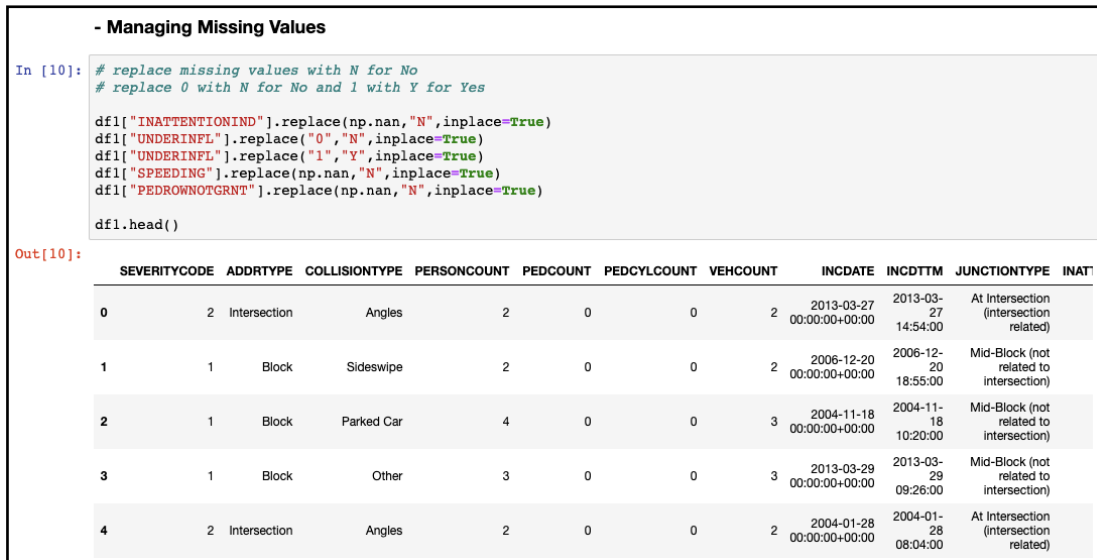 - Managing Missing Values
In [10]: # replace missing values with N for No
# replace 0 with N for No and 1 with Y for Yes
df1["INATTENTIONIND"].replace(np.nan,"N",inplace=True)
df1["UNDERINFL"].replace("0","N",inplace=True)
df1["UNDERINFL"].replace("1","Y",inplace=True)
df1["SPEEDING"].replace(np.nan,"N",inplace=True)
df1["PEDROWNOTGRNT"].replace(np.nan,"N",inplace=True)
df1.head()
Out[10]:
SEVERITYCODE ADDRTYPE COLLISIONTYPE PERSONCOUNT PEDCOUNT PEDCYLCOUNT VEHCOUNT INCDATE INCDTTM JUNCTIONTYPE INATT
0 2 Intersection Angles 2 0 0 2 2013-03-27 00:00:00+00:00 2013-03-27 14:54:00 At Intersection (intersection related)
1 1 Block Sideswipe 2 0 0 2 2006-12-20 00:00:00+00:00 2006-12-20 18:55:00 Mid-Block (not related to intersection)
2 1 Block Parked Car 4 0 0 3 2004-11-18 00:00:00+00:00 2004-11-18 10:20:00 Mid-Block (not related to intersection)
3 1 Block Other 3 0 0 3 2013-03-29 00:00:00+00:00 2013-03-29 09:26:00 Mid-Block (not related to intersection)
4 2 Intersection Angles 2 0 0 2 2004-01-28 00:00:00+00:00 2004-01-28 08:04:00 At Intersection (intersection related)